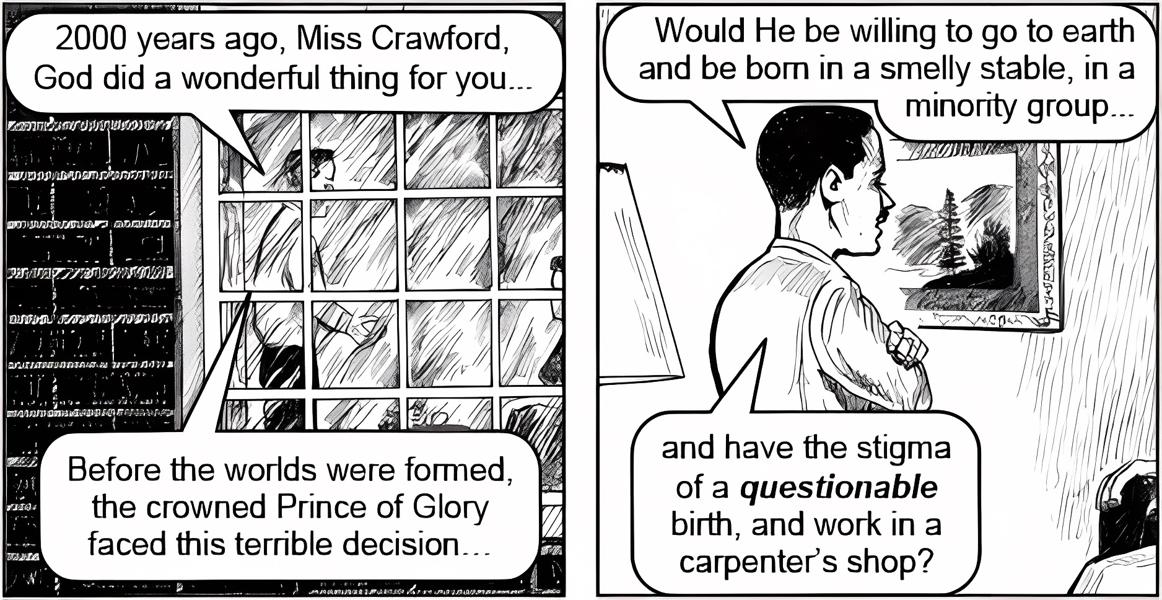 2000 years ago, Miss Crawford,
God did a wonderful thing for you...
Before the worlds were formed,
the crowned Prince of Glory
faced this terrible decision...
Would He be willing to go to earth
and be born in a smelly stable, in a
minority group...
and have the stigma
of a questionable
birth, and work in a
carpenter's shop?